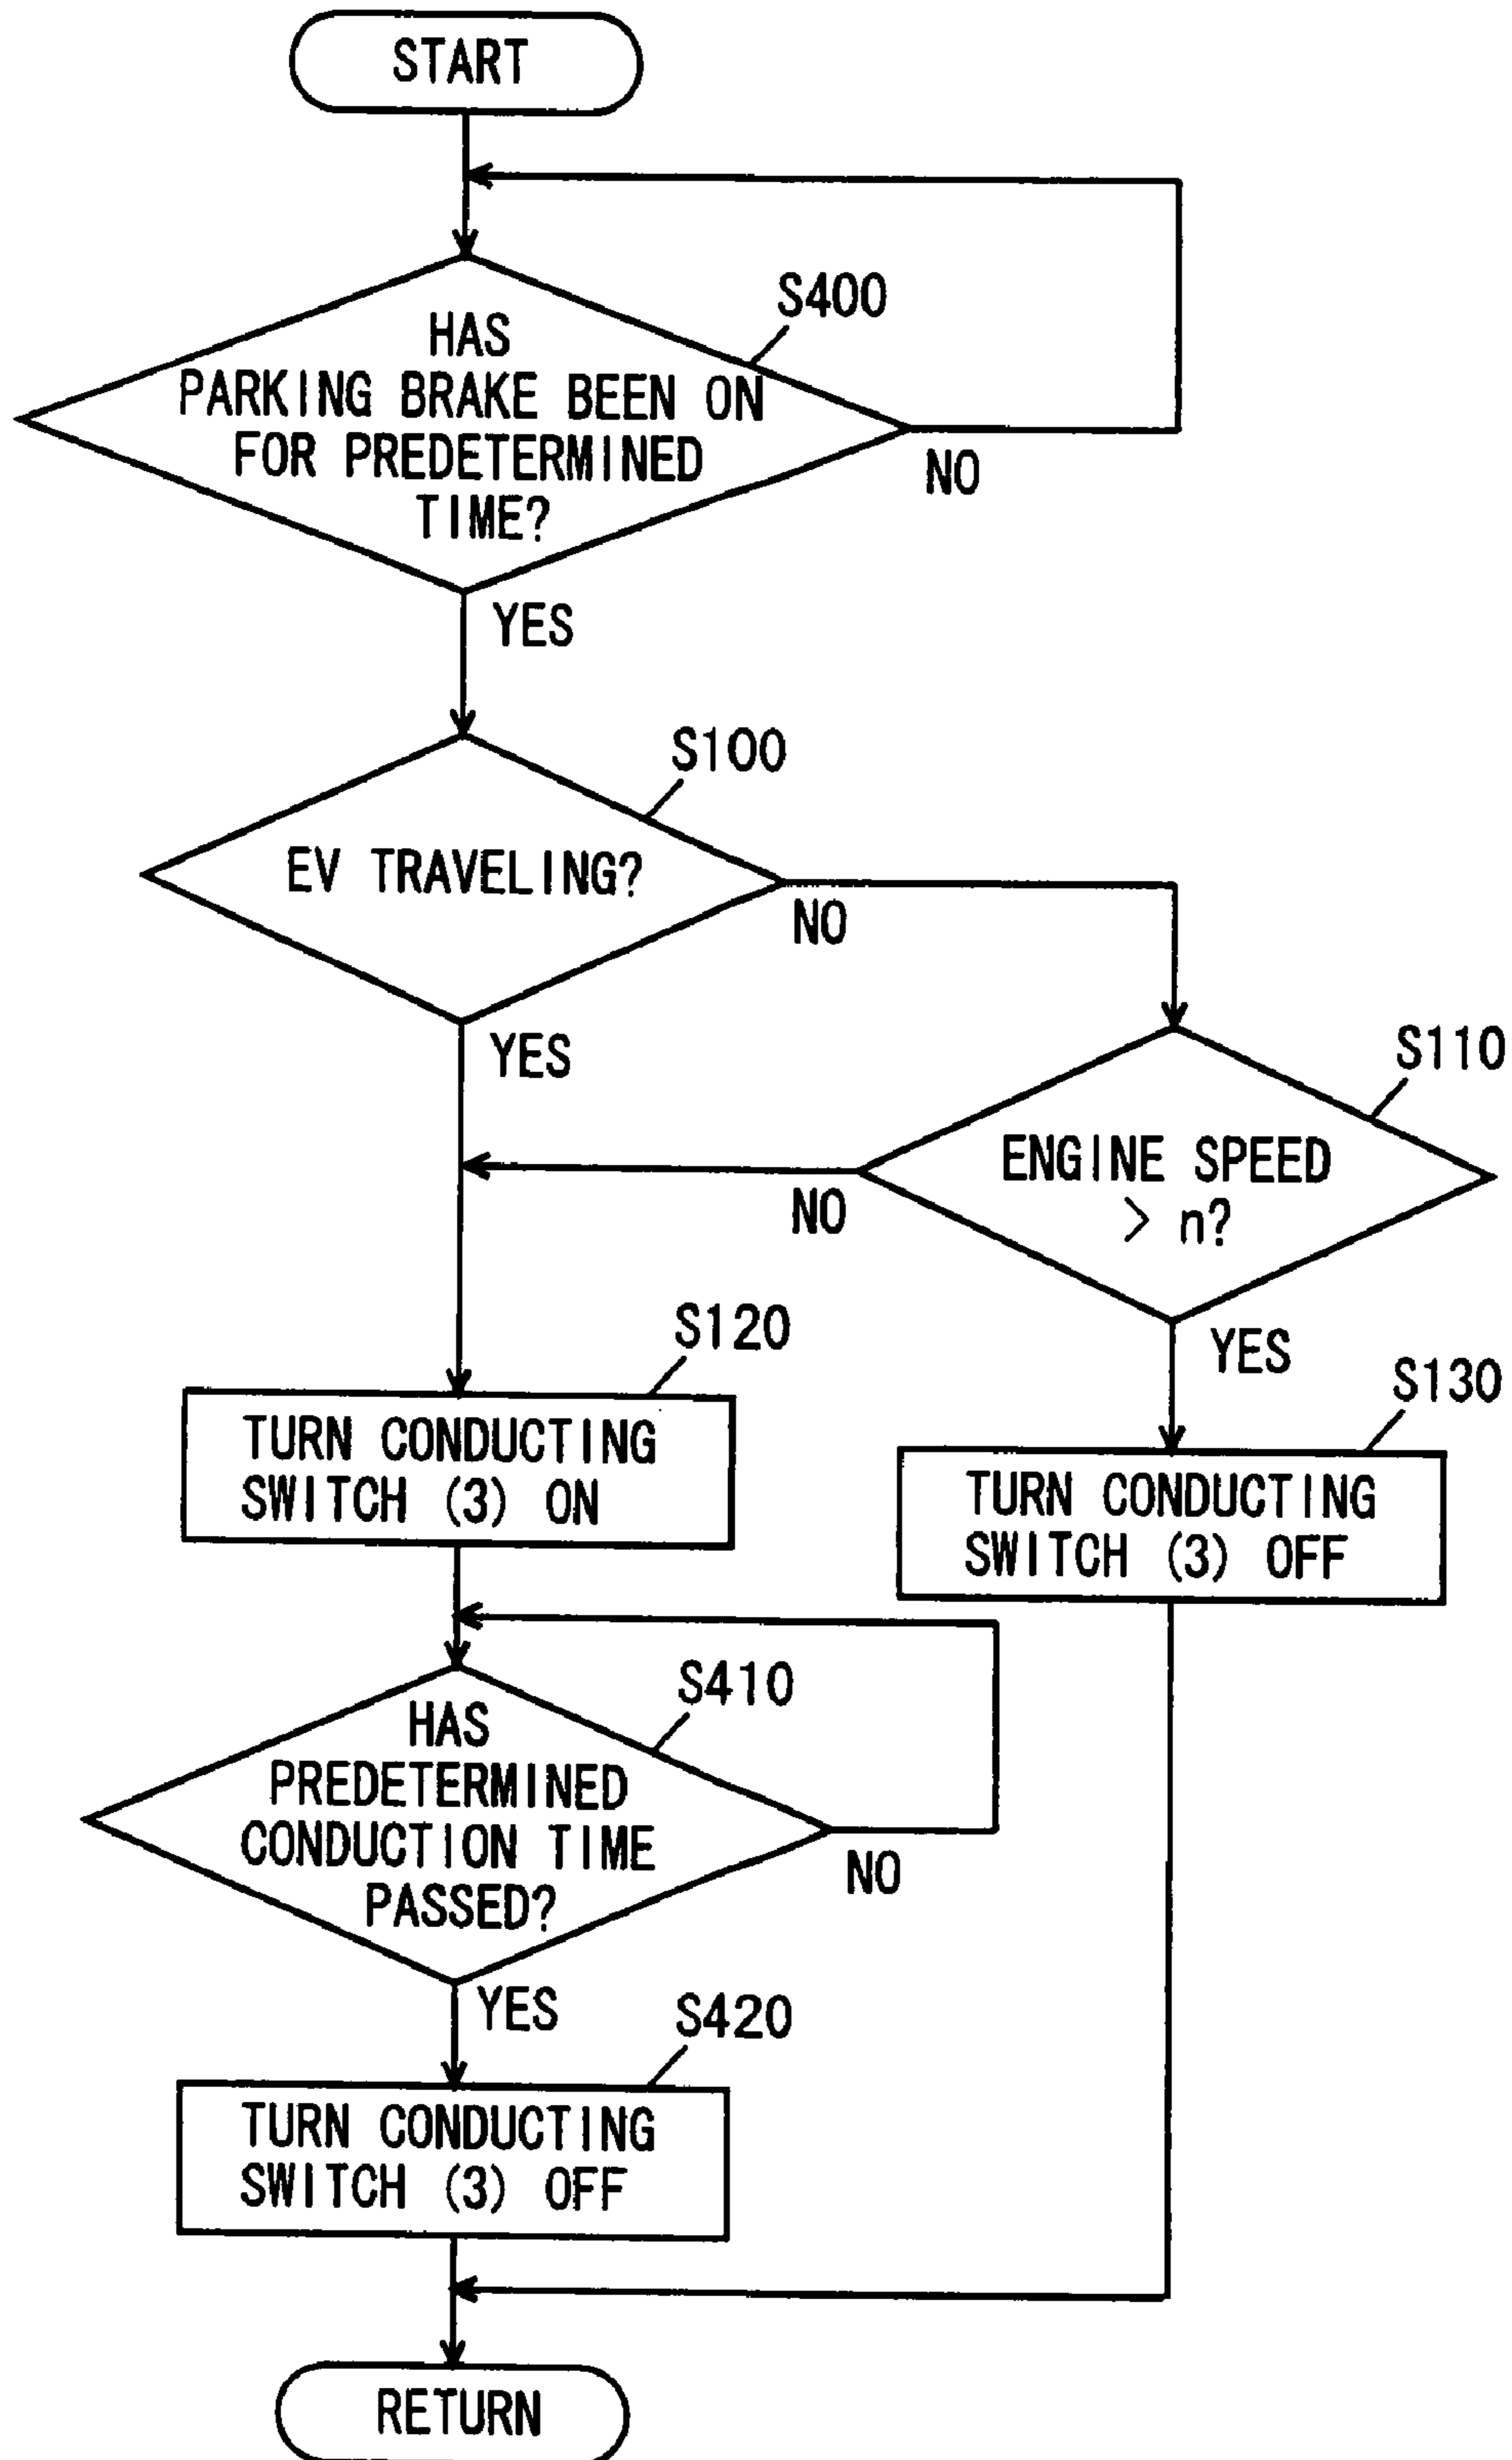 START
S400
HAS
PARKING BRAKE BEEN ON
FOR PREDETERMINED
TIME?
NO
YES
S100
EV TRAVELING?
NO
YES
S110
ENGINE SPEED
> n?
NO
YES
S120
TURN CONDUCTING
SWITCH (3) ON
S130
TURN CONDUCTING
SWITCH (3) OFF
S410
HAS
PREDETERMINED
CONDUCTION TIME
PASSED?
NO
YES
S420
TURN CONDUCTING
SWITCH (3) OFF
RETURN